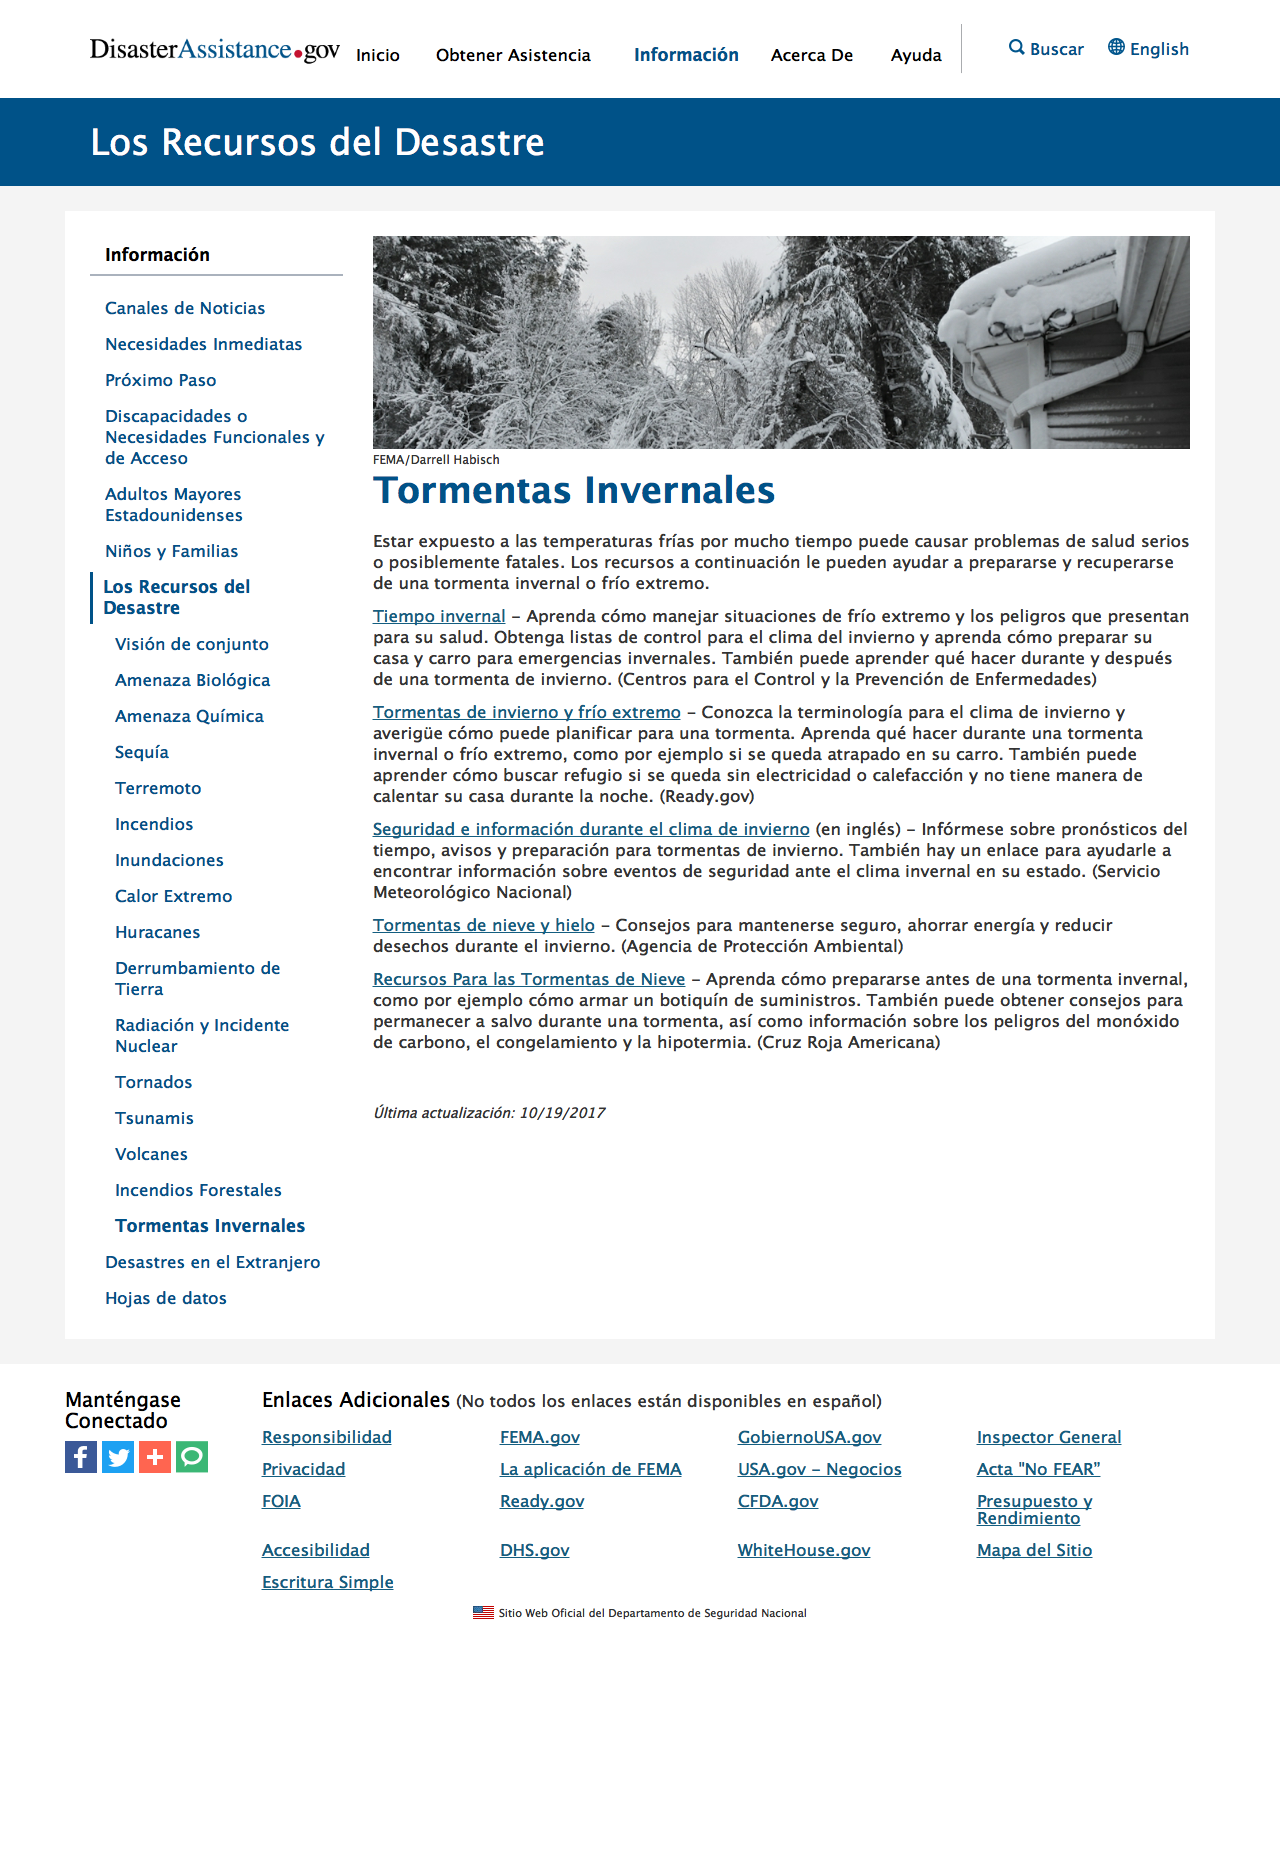 DisasterAssistance.gov
Inicio
Obtener Asistencia
Información
Acerca De
Ayuda
Buscar
English
Los Recursos del Desastre
Información
Canales de Noticias
Necesidades Inmediatas
Próximo Paso
Discapacidades o
Necesidades Funcionales y
de Acceso
Adultos Mayores
Estadounidenses
Niños y Familias
Los Recursos del
Desastre
Visión de conjunto
Amenaza Biológica
Amenaza Química
Sequía
Terremoto
Incendios
Inundaciones
Calor Extremo
Huracanes
Derrumbamiento de
Tierra
Radiación y Incidente
Nuclear
Tornados
Tsunamis
Volcanes
Incendios Forestales
Tormentas Invernales
Desastres en el Extranjero
Hojas de datos
FEMA/Darrell Habisch
Tormentas Invernales
Estar expuesto a las temperaturas frías por mucho tiempo puede causar problemas de salud serios
o posiblemente fatales. Los recursos a continuación le pueden ayudar a prepararse y recuperarse
de una tormenta invernal o frío extremo.
Tiempo invernal – Aprenda cómo manejar situaciones de frío extremo y los peligros que presentan
para su salud. Obtenga listas de control para el clima del invierno y aprenda cómo preparar su
casa y carro para emergencias invernales. También puede aprender qué hacer durante y después
de una tormenta de invierno. (Centros para el Control y la Prevención de Enfermedades)
Tormentas de invierno y frío extremo – Conozca la terminología para el clima de invierno y
averigüe cómo puede planificar para una tormenta. Aprenda qué hacer durante una tormenta
invernal o frío extremo, como por ejemplo si se queda atrapado en su carro. También puede
aprender cómo buscar refugio si se queda sin electricidad o calefacción y no tiene manera de
calentar su casa durante la noche. (Ready.gov)
Seguridad e información durante el clima de invierno (en inglés) – Infórmese sobre pronósticos del
tiempo, avisos y preparación para tormentas de invierno. También hay un enlace para ayudarle a
encontrar información sobre eventos de seguridad ante el clima invernal en su estado. (Servicio
Meteorológico Nacional)
Tormentas de nieve y hielo – Consejos para mantenerse seguro, ahorrar energía y reducir
desechos durante el invierno. (Agencia de Protección Ambiental)
Recursos Para las Tormentas de Nieve – Aprenda cómo prepararse antes de una tormenta invernal,
como por ejemplo cómo armar un botiquín de suministros. También puede obtener consejos para
permanecer a salvo durante una tormenta, así como información sobre los peligros del monóxido
de carbono, el congelamiento y la hipotermia. (Cruz Roja Americana)
Última actualización: 10/19/2017
Manténgase
Conectado
Enlaces Adicionales (No todos los enlaces están disponibles en español)
Responsibilidad
FEMA.gov
GobiernoUSA.gov
Inspector General
Privacidad
La aplicación de FEMA
USA.gov – Negocios
Acta "No FEAR”
FOIA
Ready.gov
CFDA.gov
Presupuesto y
Rendimiento
Accesibilidad
DHS.gov
WhiteHouse.gov
Mapa del Sitio
Escritura Simple
Sitio Web Oficial del Departamento de Seguridad Nacional